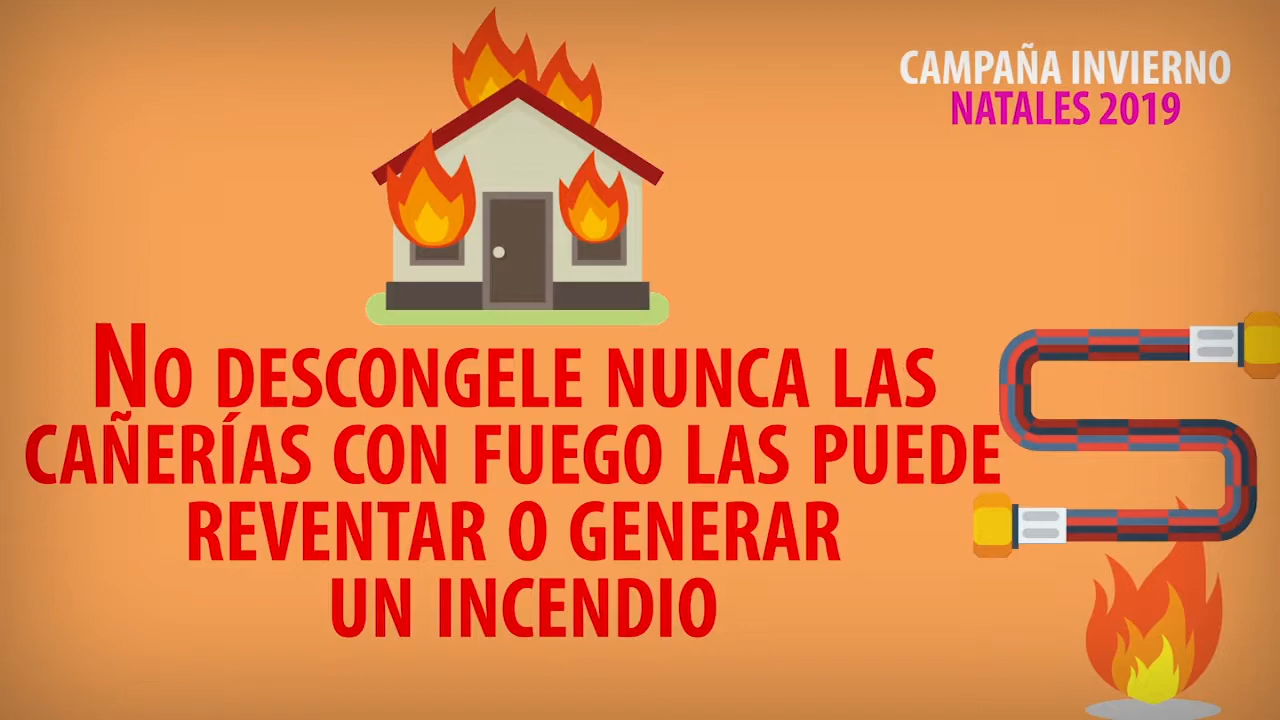 CAMPAÑA INVIERNO
NATALES 2019
No descongele nunca las
cañerías con fuego las puede
reventar o generar
un incendio